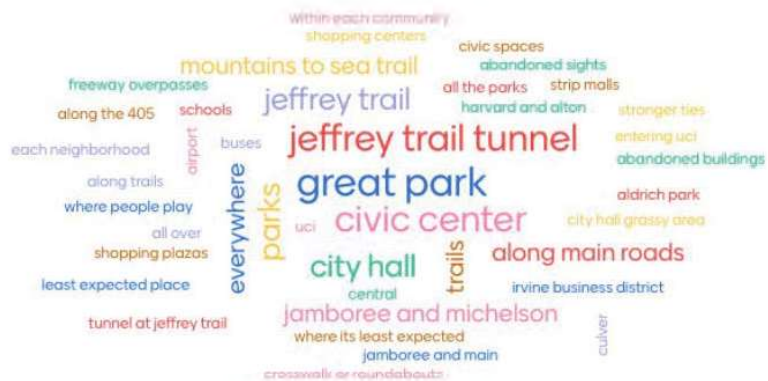 within each community
shopping centers
civic spaces
mountains to sea trail
abandoned sights
freeway overpasses
all the parks
strip malls
jeffrey trail
along the 405
schools
harvard and alton
stronger ties
airport
buses
jeffrey trail tunnel
entering uci
each neighborhood
abandoned buildings
along trails
everywhere
parks
great park
aldrich park
where people play
uci
civic center
city hall grassy area
all over
shopping plazas
city hall
trails
along main roads
least expected place
central
irvine business district
jamboree and michelson
tunnel at jeffrey trail
where its least expected
culver
jamboree and main
crosswalk or roundabouts